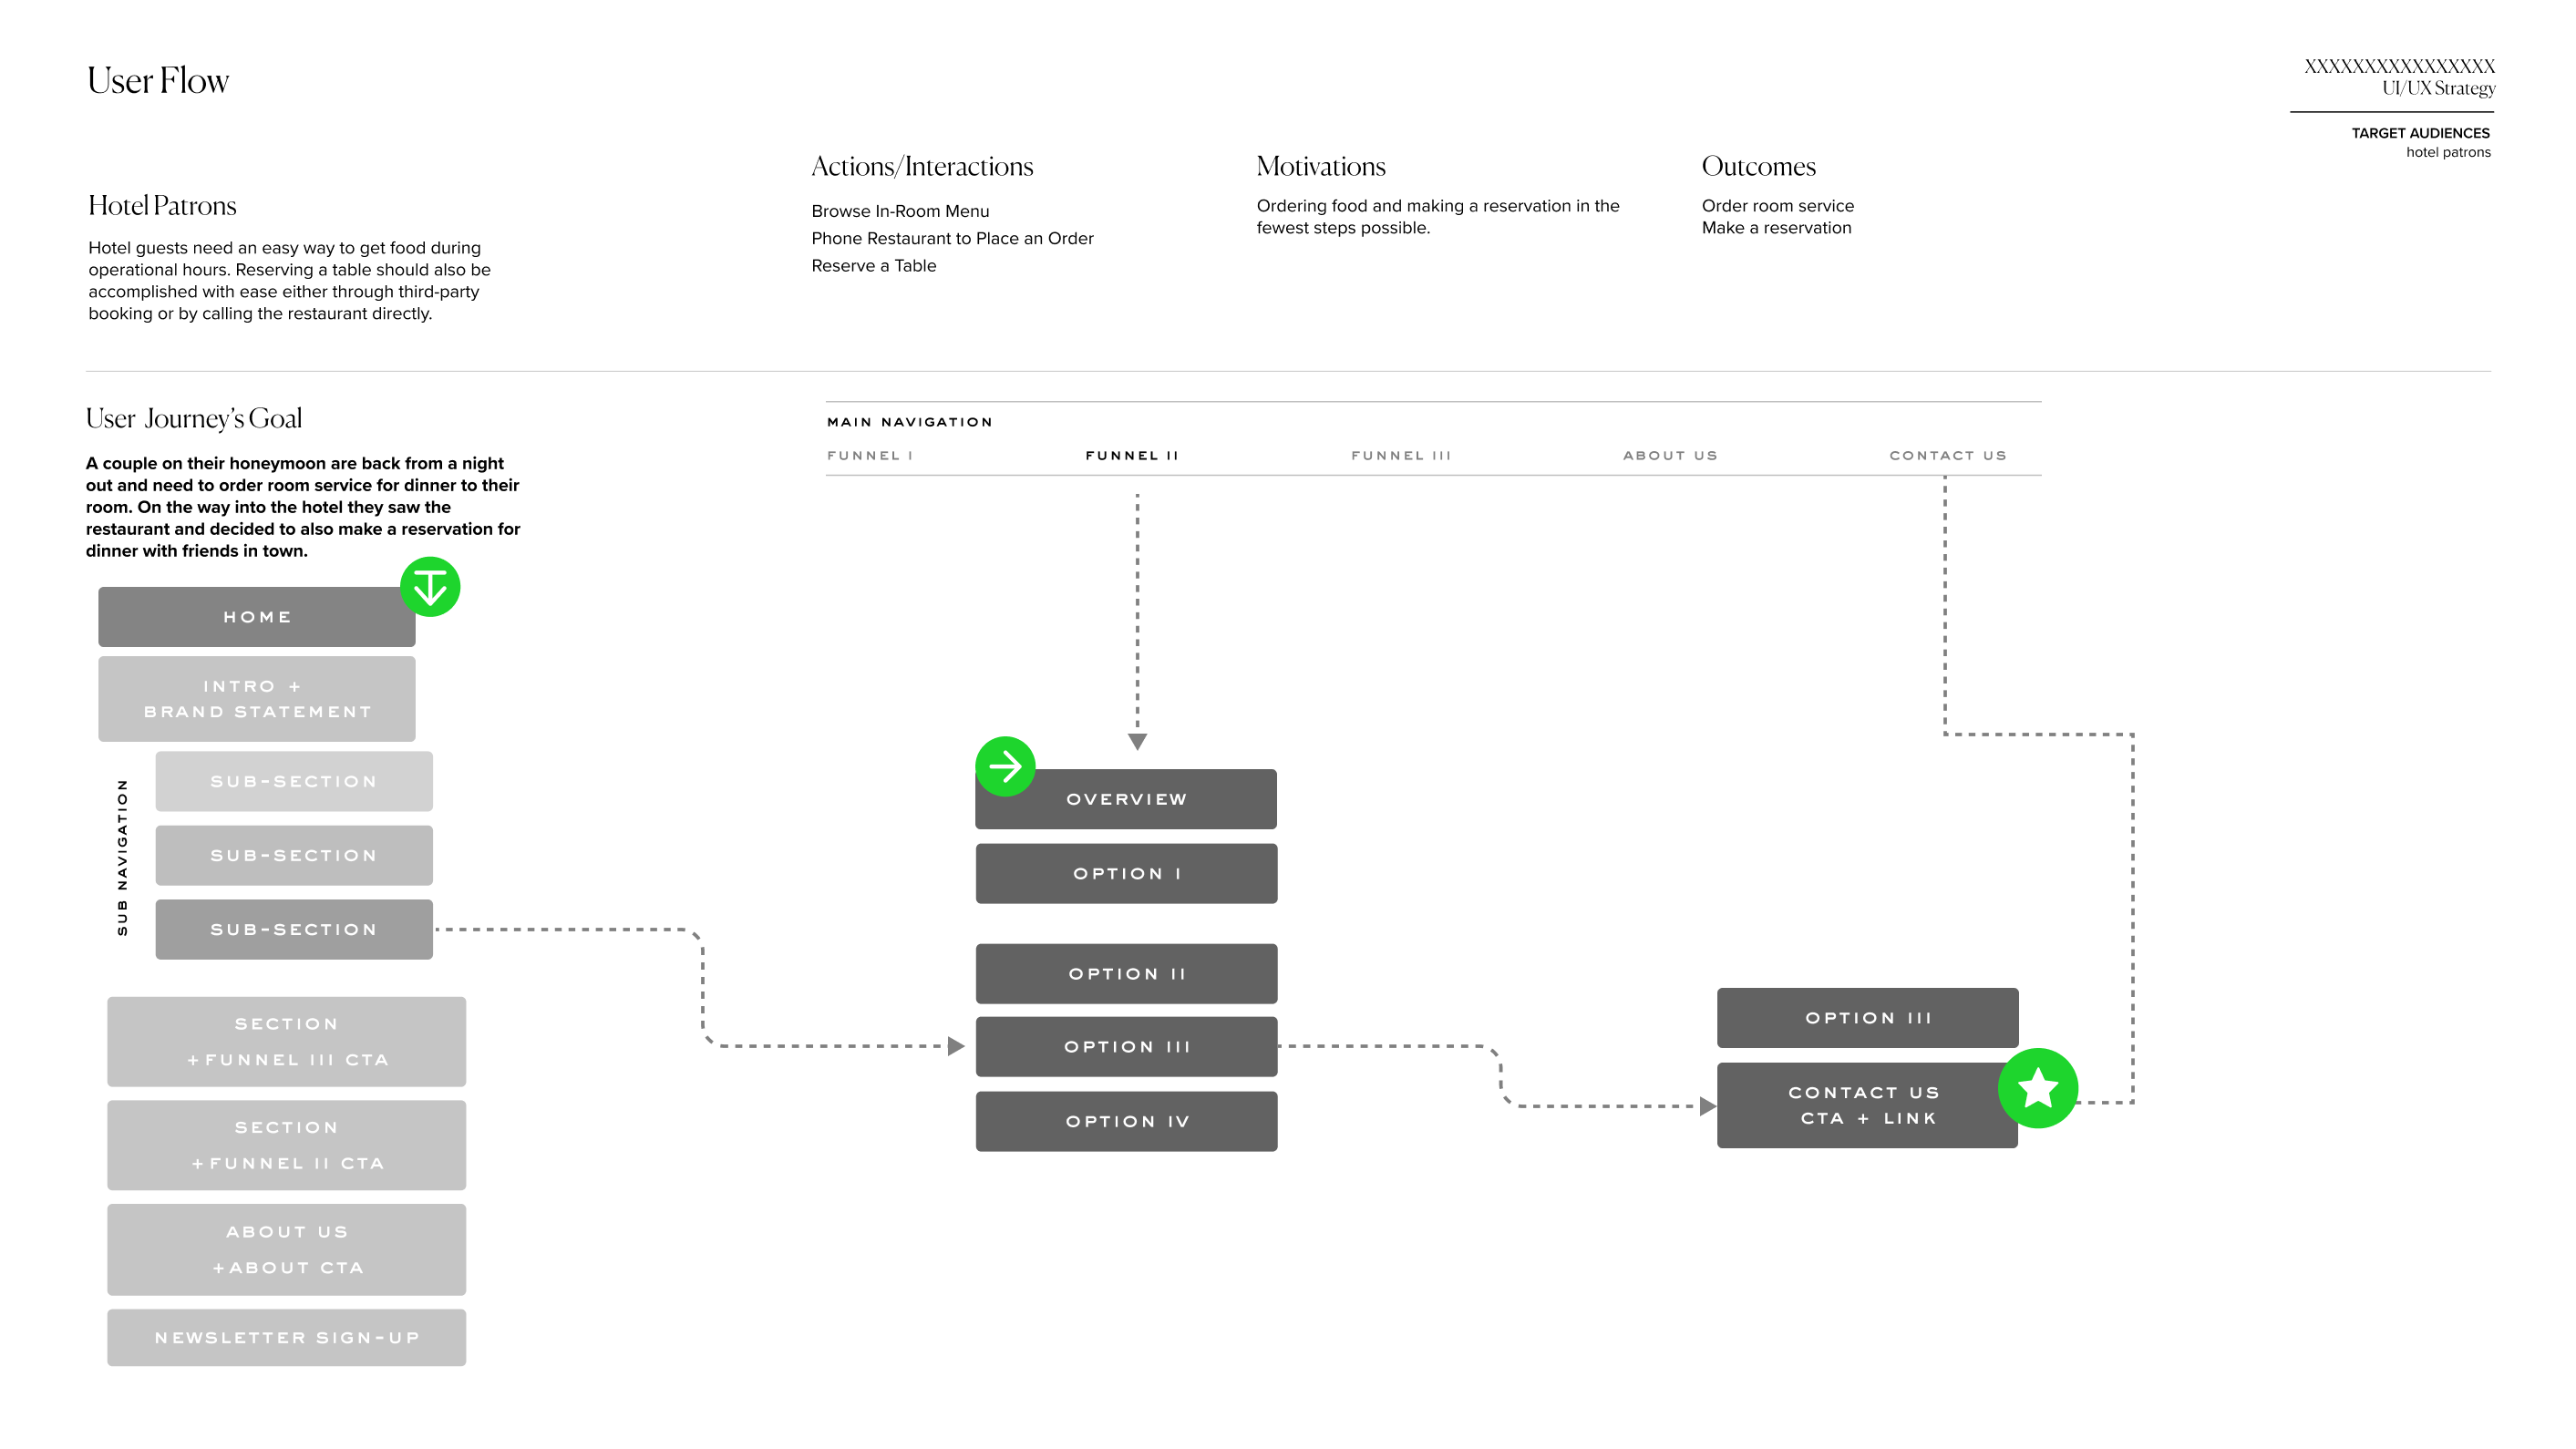 User Flow
XXXXXXXXXXXXXXXX
UI/UX Strategy
TARGET AUDIENCES
hotel patrons
Hotel Patrons
Hotel guests need an easy way to get food during
operational hours. Reserving a table should also be
accomplished with ease either through third-party
booking or by calling the restaurant directly.
Actions/Interactions
Browse In-Room Menu
Phone Restaurant to Place an Order
Reserve a Table
Motivations
Ordering food and making a reservation in the
fewest steps possible.
Outcomes
Order room service
Make a reservation
User Journey’s Goal
A couple on their honeymoon are back from a night
out and need to order room service for dinner to their
room. On the way into the hotel they saw the
restaurant and decided to also make a reservation for
dinner with friends in town.
MAIN NAVIGATION
FUNNEL I
FUNNEL II
FUNNEL III
ABOUT US
CONTACT US
HOME
INTRO +
BRAND STATEMENT
SUB NAVIGATION
SUB-SECTION
SUB-SECTION
SUB-SECTION
SECTION
+FUNNEL III CTA
SECTION
+FUNNEL II CTA
ABOUT US
+ABOUT CTA
NEWSLETTER SIGN-UP
OVERVIEW
OPTION I
OPTION II
OPTION III
OPTION IV
OPTION III
CONTACT US
CTA + LINK